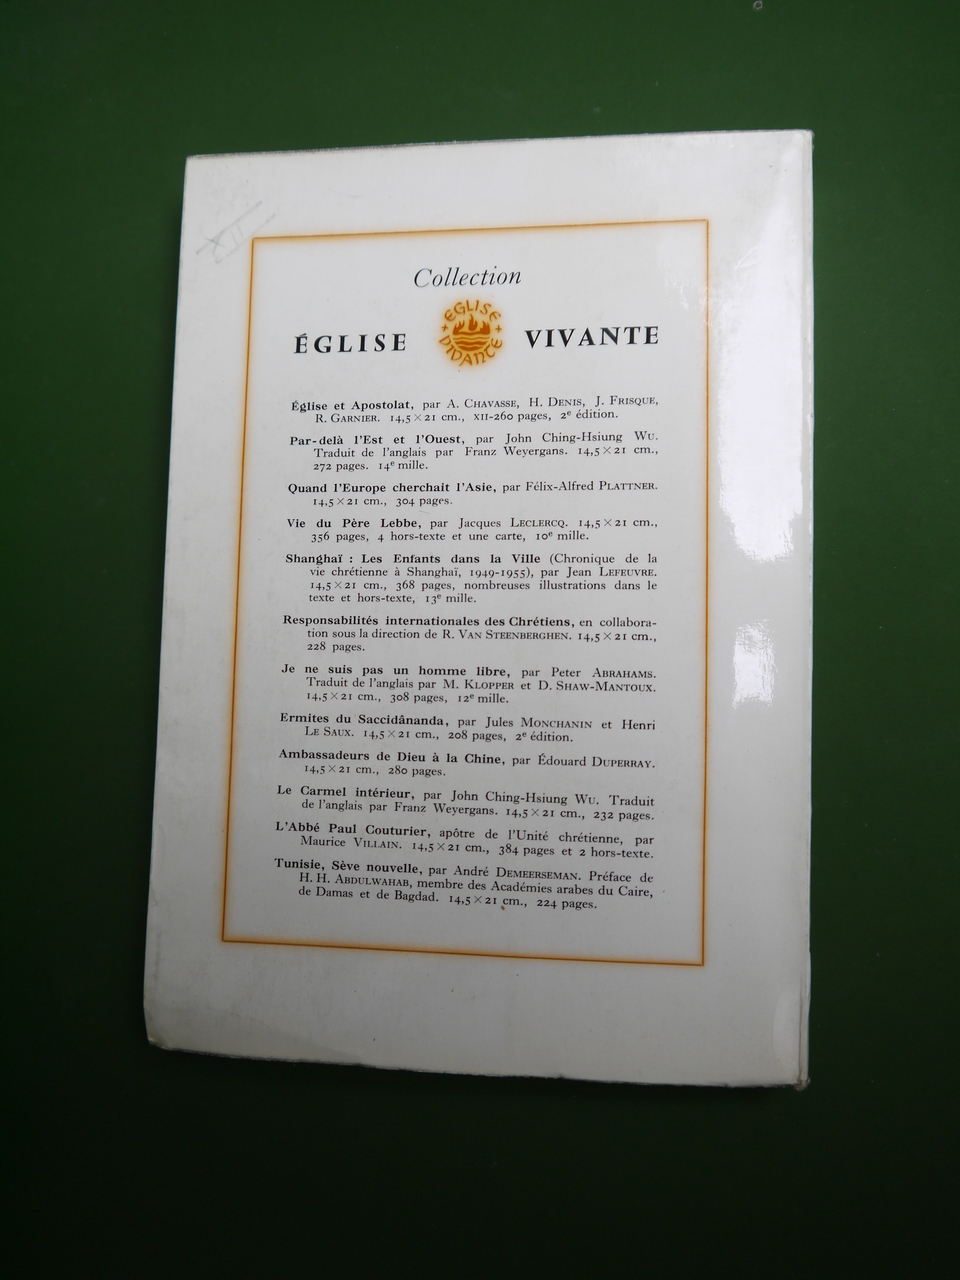 XII
Collection
ÉGLISE
EGLISE
VIVANTE
VIVANTE
Église et Apostolat, par A. CHAVASSE, H. DENIS, J. FRISQUE,
R. GARNIER. 14,5 × 21 cm., XII-260 pages, 2e édition.
Par-delà l'Est et l'Ouest, par John Ching-Hsiung WU.
Traduit de l'anglais par Franz Weyergans. 14,5 × 21 cm.,
272 pages. 14e mille.
Quand l'Europe cherchait l'Asie, par Félix-Alfred PLATTNER.
14,5 × 21 cm., 304 pages.
Vie du Père Lebbe, par Jacques LECLERCQ. 14,5 × 21 cm.,
356 pages, 4 hors-texte et une carte, 10e mille.
Shanghaï : Les Enfants dans la Ville (Chronique de la
vie chrétienne à Shanghaï, 1949-1955), par Jean LEFEUVRE.
14,5 × 21 cm., 368 pages, nombreuses illustrations dans le
texte et hors-texte, 13e mille.
Responsabilités internationales des Chrétiens, en collabora-
tion sous la direction de R. VAN STEENBERGHEN. 14,5 × 21 cm.,
228 pages.
Je ne suis pas un homme libre, par Peter ABRAHAMS.
Traduit de l'anglais par M. KLOPPER et D. SHAW-MANTOUX.
14,5 × 21 cm., 308 pages, 12e mille.
Ermites du Saccidânanda, par Jules MONCHANIN et Henri
LE SAUX. 14,5 × 21 cm., 208 pages, 2e édition.
Ambassadeurs de Dieu à la Chine, par Édouard DUPERRAY.
14,5 × 21 cm., 280 pages.
Le Carmel intérieur, par John Ching-Hsiung WU. Traduit
de l'anglais par Franz Weyergans. 14,5 × 21 cm., 232 pages.
L'Abbé Paul Couturier, apôtre de l'Unité chrétienne, par
Maurice VILLAIN. 14,5 × 21 cm., 384 pages et 2 hors-texte.
Tunisie, Sève nouvelle, par André DEMEERSEMAN. Préface de
H. H. ABDULWAHAB, membre des Académies arabes du Caire,
de Damas et de Bagdad. 14,5 × 21 cm., 224 pages.